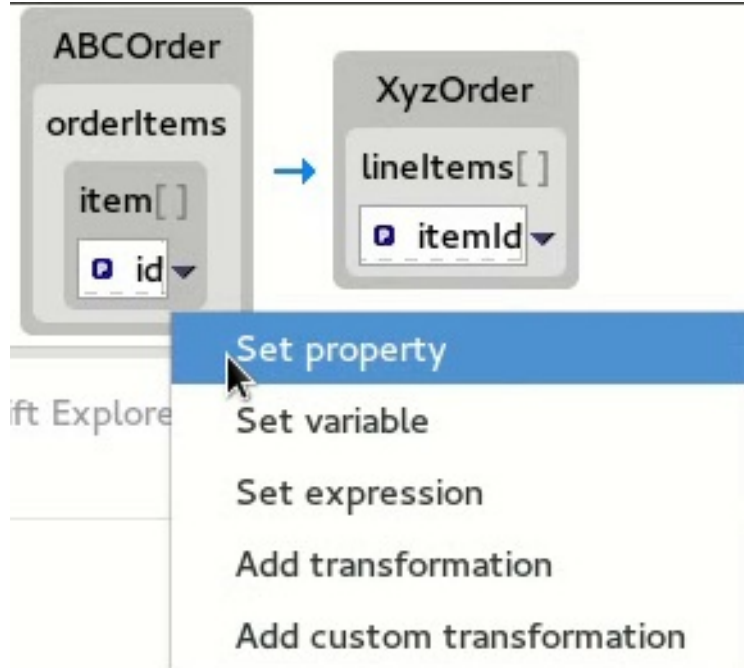 ABCOrder
orderItems
item[ ]
id
XyzOrder
lineItems[ ]
itemId
Set property
ift Explore
Set variable
Set expression
Add transformation
Add custom transformation